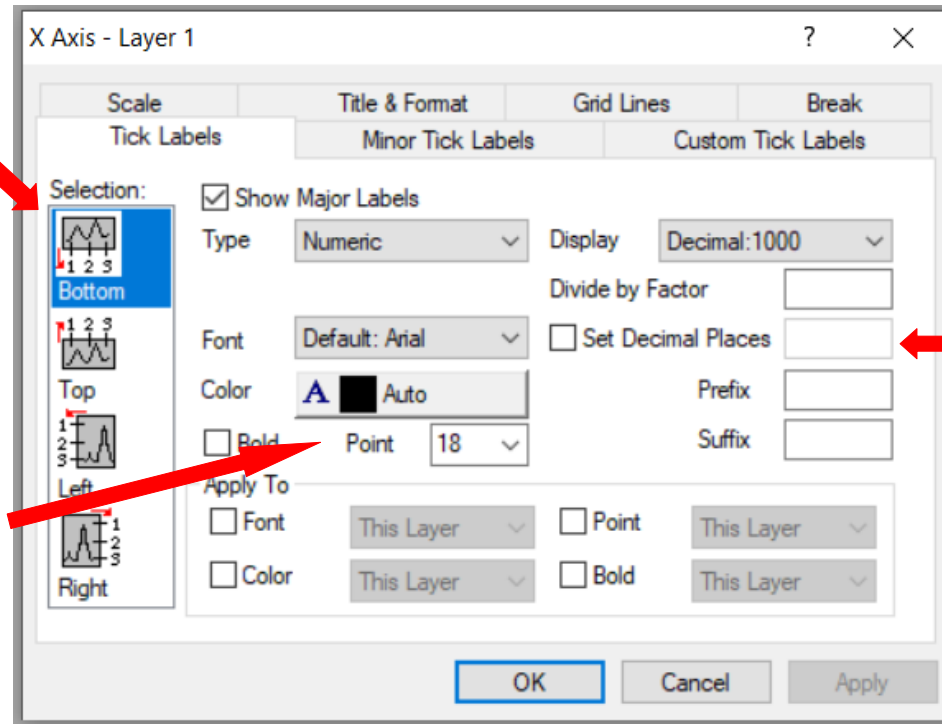 X Axis - Layer 1 ? ×
Scale Title & Format Grid Lines Break
Tick Labels Minor Tick Labels Custom Tick Labels
Selection:
Show Major Labels
Type Numeric Display Decimal:1000
1 2 3
Bottom
Divide by Factor
1 2 3
Top
Font Default: Arial Set Decimal Places
Color A Auto Prefix
1
2
3
Left
Bold Point 18 Suffix
Apply To
1
2
3
Right
Font This Layer Point This Layer
Color This Layer Bold This Layer
OK Cancel Apply